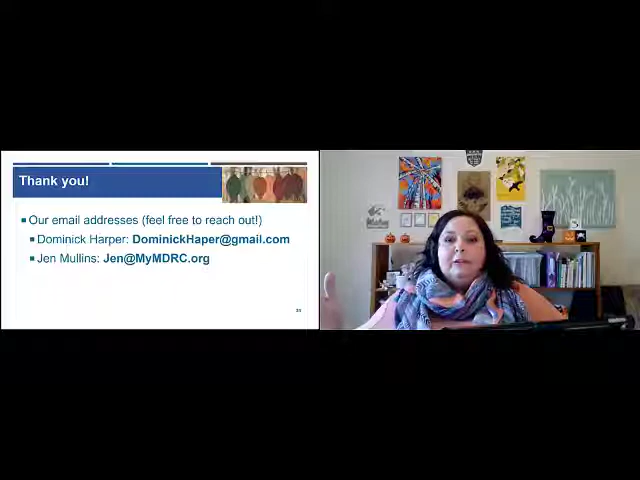 Thank you!
Our email addresses (feel free to reach out!)
Dominick Harper: DominickHaper@gmail.com
Jen Mullins: Jen@MyMDRC.org